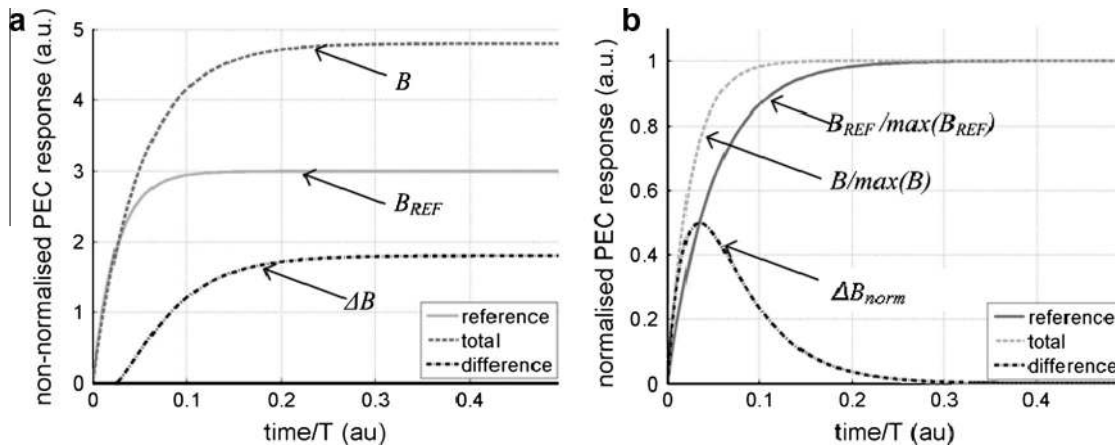 a
non-normalised PEC response (a.u.)
5
4
3
2
1
0
B
B_REF
ΔB
reference
total
difference
0 0.1 0.2 0.3 0.4
time/T (au)
b
normalised PEC response (a.u.)
1
0.8
0.6
0.4
0.2
0
B_REF/max(B_REF)
B/max(B)
ΔB_norm
reference
total
difference
0 0.1 0.2 0.3 0.4
time/T (au)